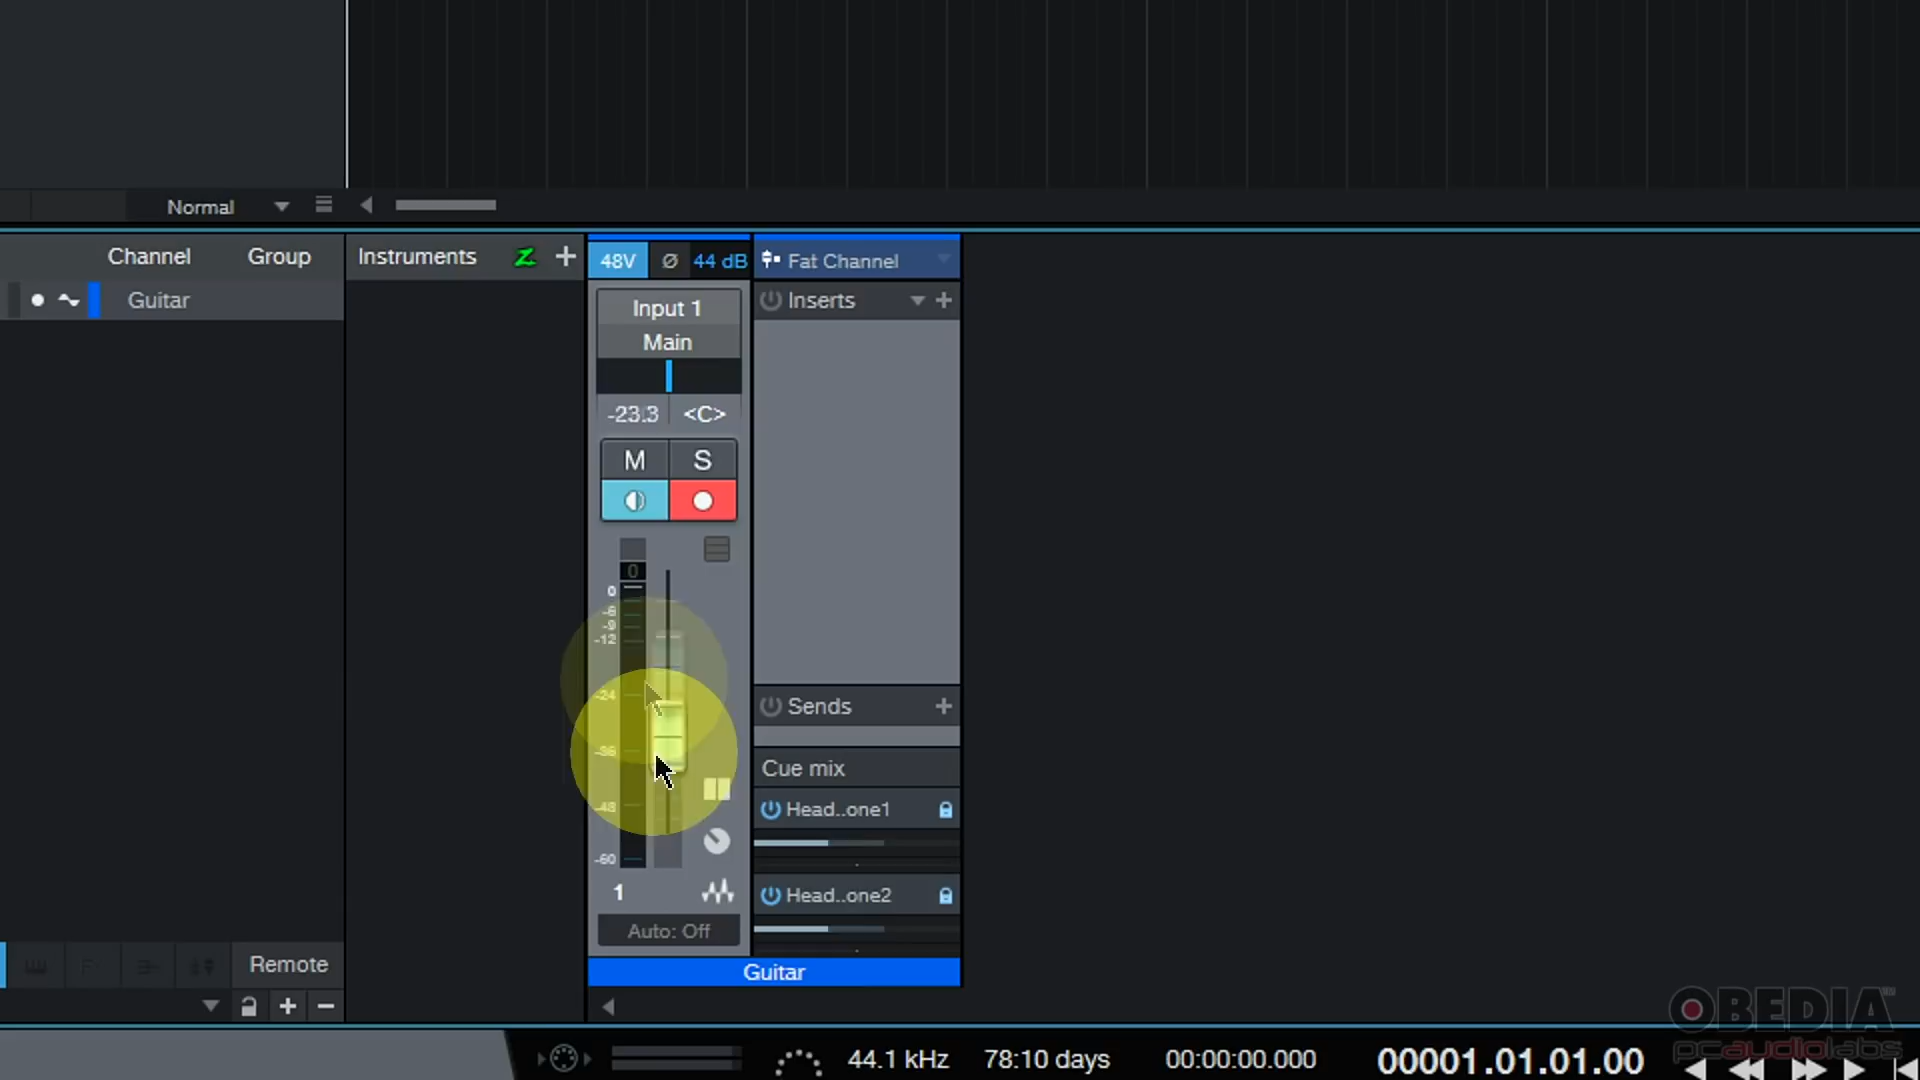 Normal
Channel Group
Instruments
48V Ø 44 dB
Fat Channel
Guitar
Input 1
Main
-23.3 <C>
M S
Inserts
0
0
-6
-9
-12
-24
-36
-48
-60
1
Auto: Off
Sends
Cue mix
Head..one1
Head..one2
Guitar
Remote
44.1 kHz 78:10 days 00:00:00.000 00001.01.01.00
OBEDIA
pcaudiolabs